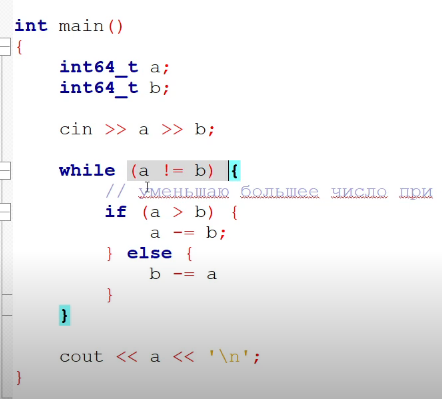 int main()
{
int64_t a;
int64_t b;
cin >> a >> b;
while (a != b) {
// уменьшаю большее число при
if (a > b) {
a -= b;
} else {
b -= a
}
}
cout << a << '\n';
}